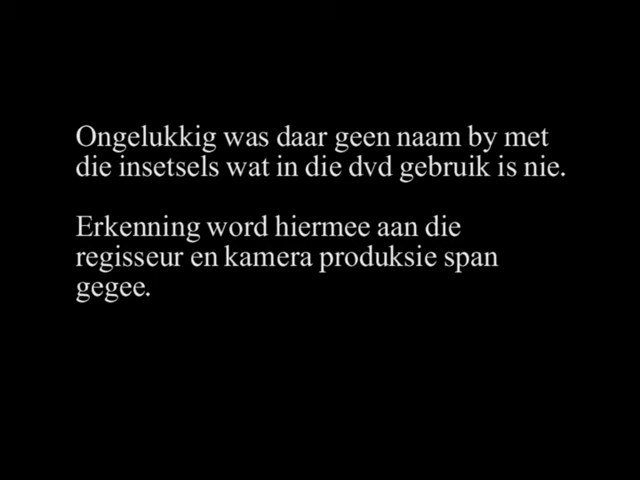 Ongelukkig was daar geen naam by met
die insetsels wat in die dvd gebruik is nie.
Erkenning word hiermee aan die
regisseur en kamera produksie span
gegee.